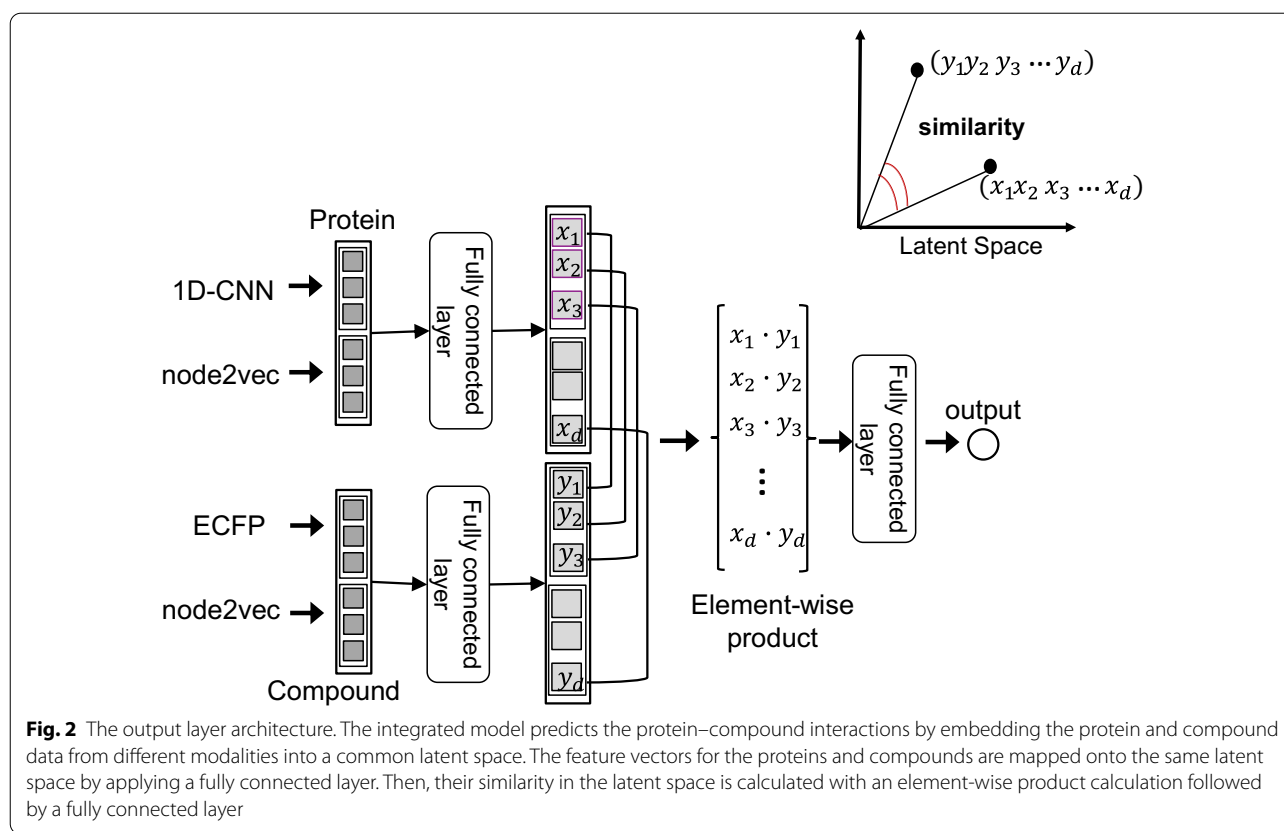 (y₁y₂ y₃ ⋯ y_d)
similarity
(x₁x₂ x₃ ⋯ x_d)
Latent Space
Protein
1D-CNN
node2vec
Fully connected
layer
x₁
x₂
x₃
x_d
ECFP
node2vec
Compound
Fully connected
layer
y₁
y₂
y₃
y_d
x₁ · y₁
x₂ · y₂
x₃ · y₃
⋯
x_d · y_d
Element-wise
product
Fully connected
layer
output
Fig. 2 The output layer architecture. The integrated model predicts the protein–compound interactions by embedding the protein and compound
data from different modalities into a common latent space. The feature vectors for the proteins and compounds are mapped onto the same latent
space by applying a fully connected layer. Then, their similarity in the latent space is calculated with an element-wise product calculation followed
by a fully connected layer